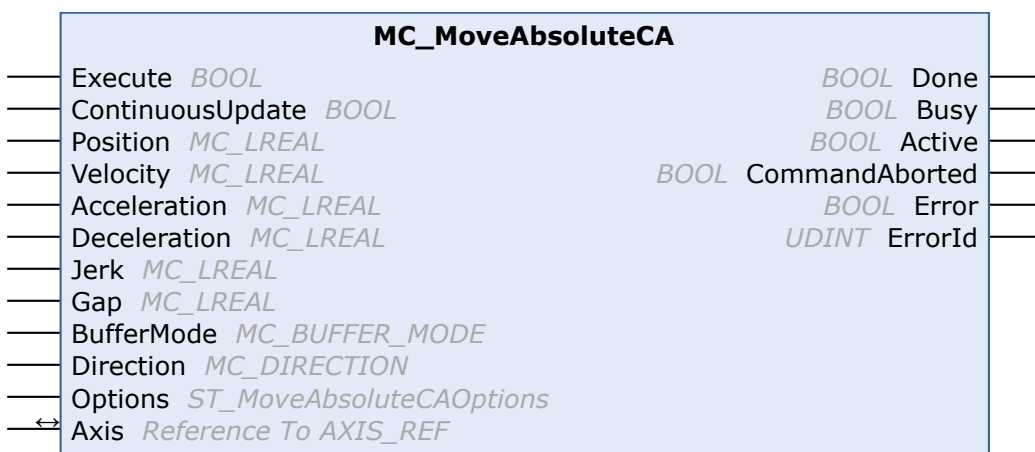 MC_MoveAbsoluteCA
Execute BOOL BOOL Done
ContinuousUpdate BOOL BOOL Busy
Position MC_LREAL BOOL Active
Velocity MC_LREAL BOOL CommandAborted
Acceleration MC_LREAL BOOL Error
Deceleration MC_LREAL UDINT ErrorId
Jerk MC_LREAL
Gap MC_LREAL
BufferMode MC_BUFFER_MODE
Direction MC_DIRECTION
Options ST_MoveAbsoluteCAOptions
↔ Axis Reference To AXIS_REF